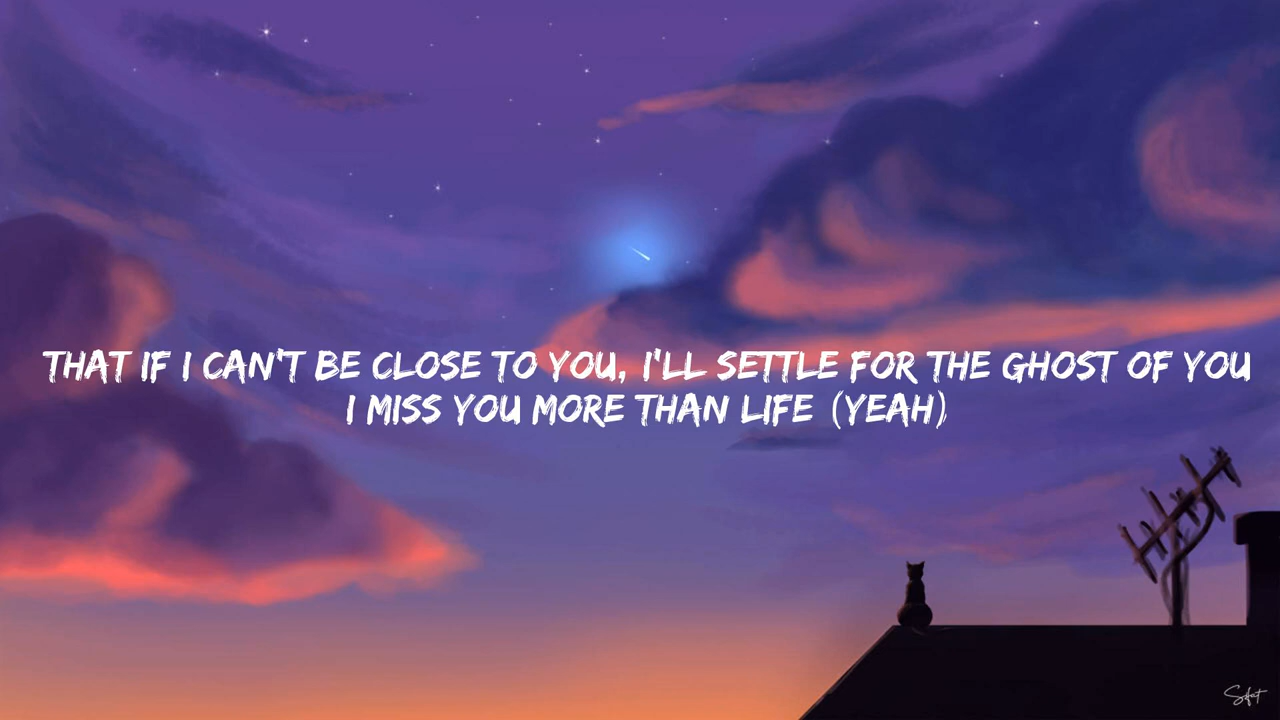 THAT IF I CAN'T BE CLOSE TO YOU, I'LL SETTLE FOR THE GHOST OF YOU
I MISS YOU MORE THAN LIFE (YEAH)